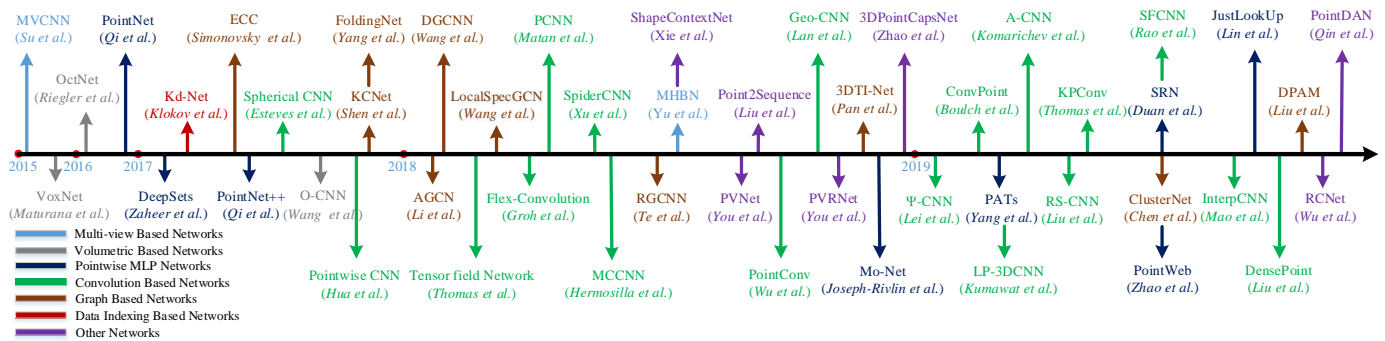 MVCNN
(Su et al.)
PointNet
(Qi et al.)
ECC
(Simonovsky et al.)
FoldingNet
(Yang et al.)
DGCNN
(Wang et al.)
PCNN
(Matan et al.)
ShapeContextNet
(Xie et al.)
Geo-CNN
(Lan et al.)
3DPointCapsNet
(Zhao et al.)
A-CNN
(Komarichev et al.)
SFCNN
(Rao et al.)
JustLookUp
(Lin et al.)
PointDAN
(Qin et al.)
OctNet
(Riegler et al.)
Kd-Net
(Klokov et al.)
Spherical CNN
(Esteves et al.)
KCNet
(Shen et al.)
LocalSpecGCN
(Wang et al.)
SpiderCNN
(Xu et al.)
MHBN
(Yu et al.)
Point2Sequence
(Liu et al.)
3DTI-Net
(Pan et al.)
ConvPoint
(Boulch et al.)
KPConv
(Thomas et al.)
SRN
(Duan et al.)
DPAM
(Liu et al.)
2015 2016 2017 2018 2019
VoxNet
(Maturana et al.)
DeepSets
(Zaheer et al.)
PointNet++
(Qi et al.)
O-CNN
(Wang et al.)
AGCN
(Li et al.)
Flex-Convolution
(Groh et al.)
RGCNN
(Te et al.)
PVNet
(You et al.)
PVRNet
(You et al.)
Ψ-CNN
(Lei et al.)
PATs
(Yang et al.)
RS-CNN
(Liu et al.)
ClusterNet
(Chen et al.)
InterpCNN
(Mao et al.)
RCNet
(Wu et al.)
Pointwise CNN
(Hua et al.)
Tensor field Network
(Thomas et al.)
MCCNN
(Hermosilla et al.)
PointConv
(Wu et al.)
Mo-Net
(Joseph-Rivlin et al.)
LP-3DCNN
(Kumawat et al.)
PointWeb
(Zhao et al.)
DensePoint
(Liu et al.)
Multi-view Based Networks
Volumetric Based Networks
Pointwise MLP Networks
Convolution Based Networks
Graph Based Networks
Data Indexing Based Networks
Other Networks